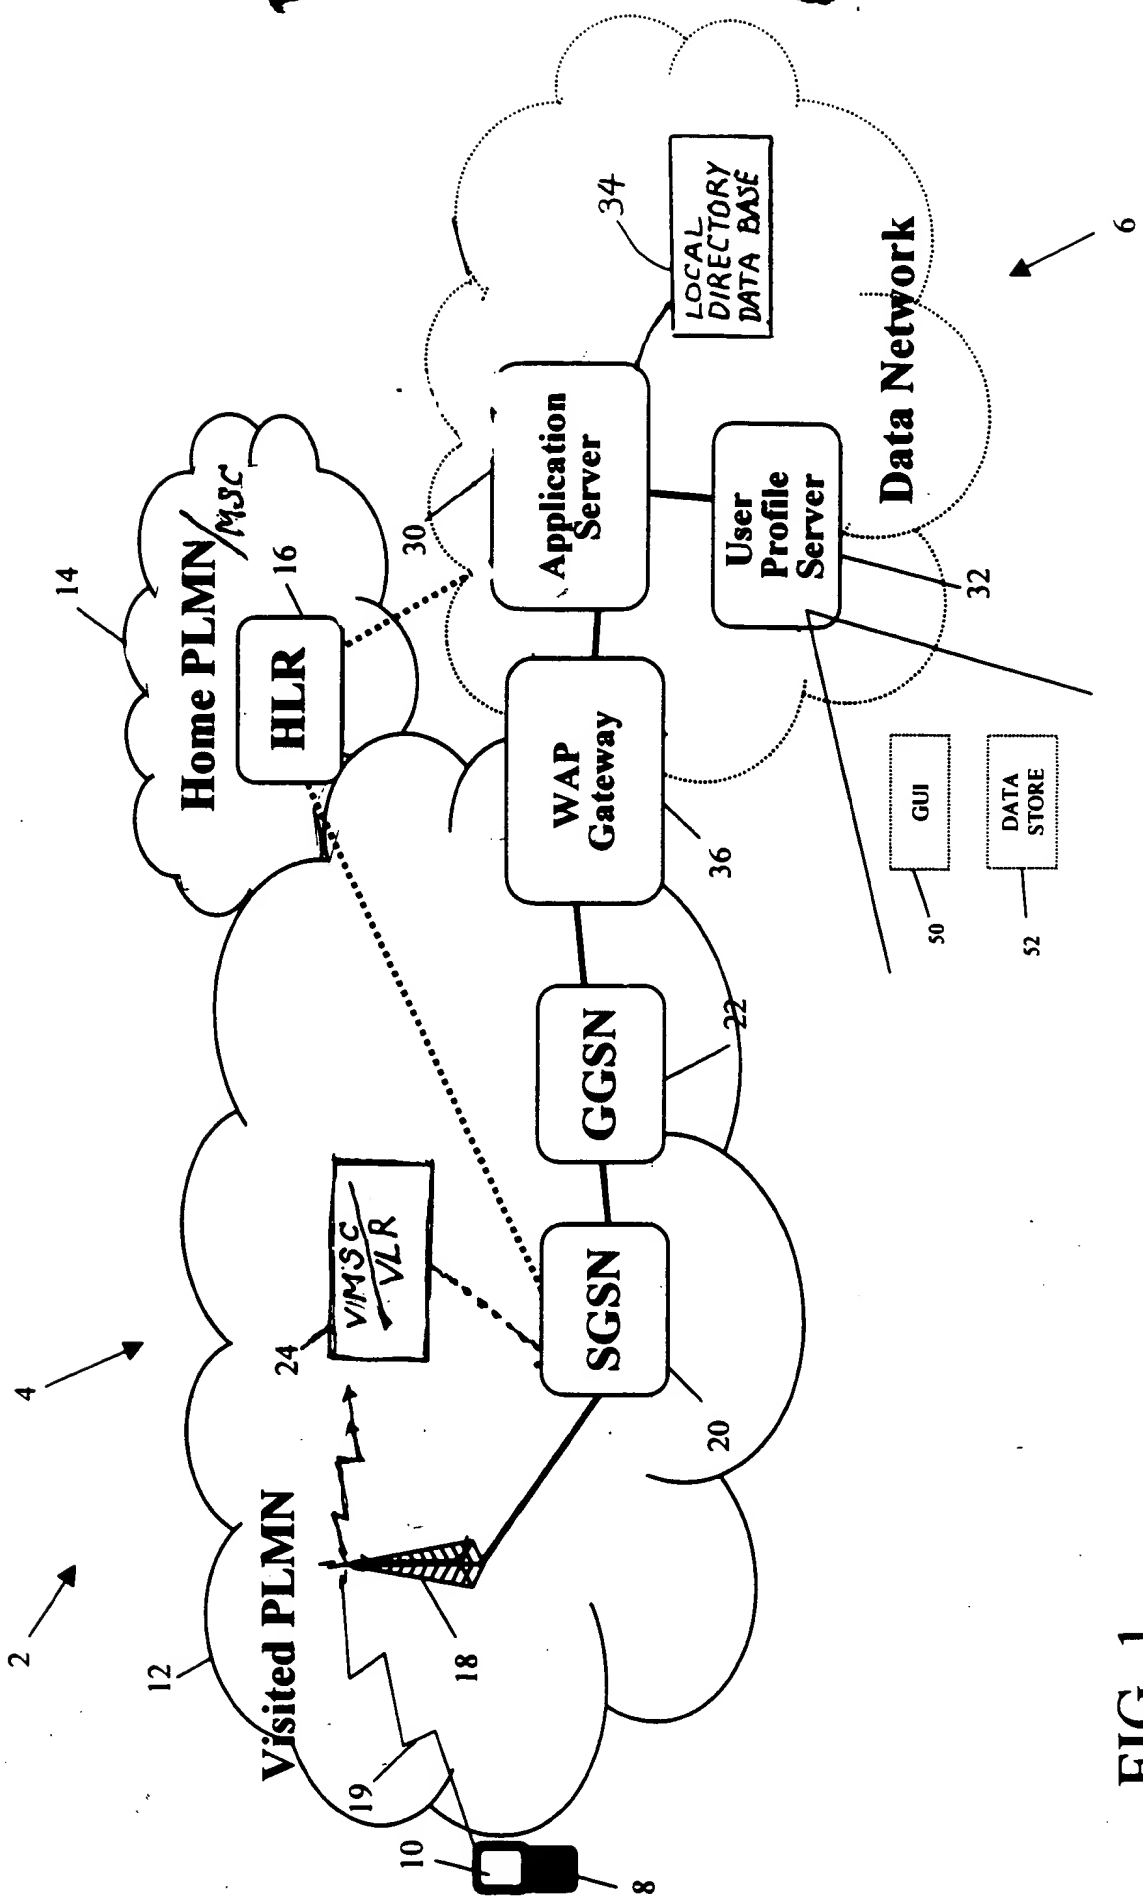 2
4
14
Home PLMN/MSC
HLR
16
12
Visited PLMN
24
V/MSC
VLR
19
18
10
8
SGSN
20
GGSN
22
WAP
Gateway
36
30
Application
Server
34
LOCAL
DIRECTORY
DATA BASE
User
Profile
Server
32
Data Network
6
GUI
50
DATA
STORE
52
FIG. 1